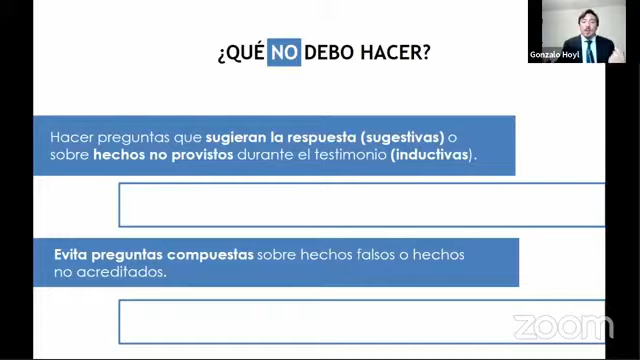 ¿QUÉ NO DEBO HACER?
Gonzalo Hoyl
Hacer preguntas que sugieran la respuesta (sugestivas) o
sobre hechos no provistos durante el testimonio (inductivas).
Evita preguntas compuestas sobre hechos falsos o hechos
no acreditados.
zoom